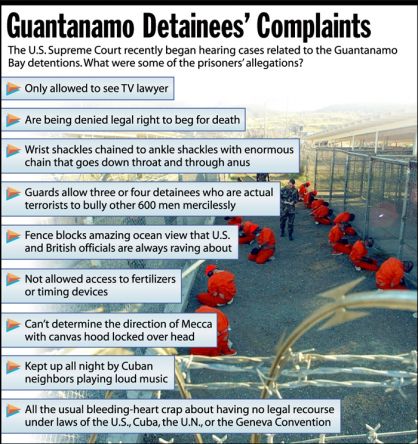 Guantanamo Detainees' Complaints
The U.S. Supreme Court recently began hearing cases related to the Guantanamo
Bay detentions. What were some of the prisoners' allegations?
Only allowed to see TV lawyer
Are being denied legal right to beg for death
Wrist shackles chained to ankle shackles with enormous
chain that goes down throat and through anus
Guards allow three or four detainees who are actual
terrorists to bully other 600 men mercilessly
Fence blocks amazing ocean view that U.S.
and British officials are always raving about
Not allowed access to fertilizers
or timing devices
Can't determine the direction of Mecca
with canvas hood locked over head
Kept up all night by Cuban
neighbors playing loud music
All the usual bleeding-heart crap about having no legal recourse
under laws of the U.S., Cuba, the U.N., or the Geneva Convention